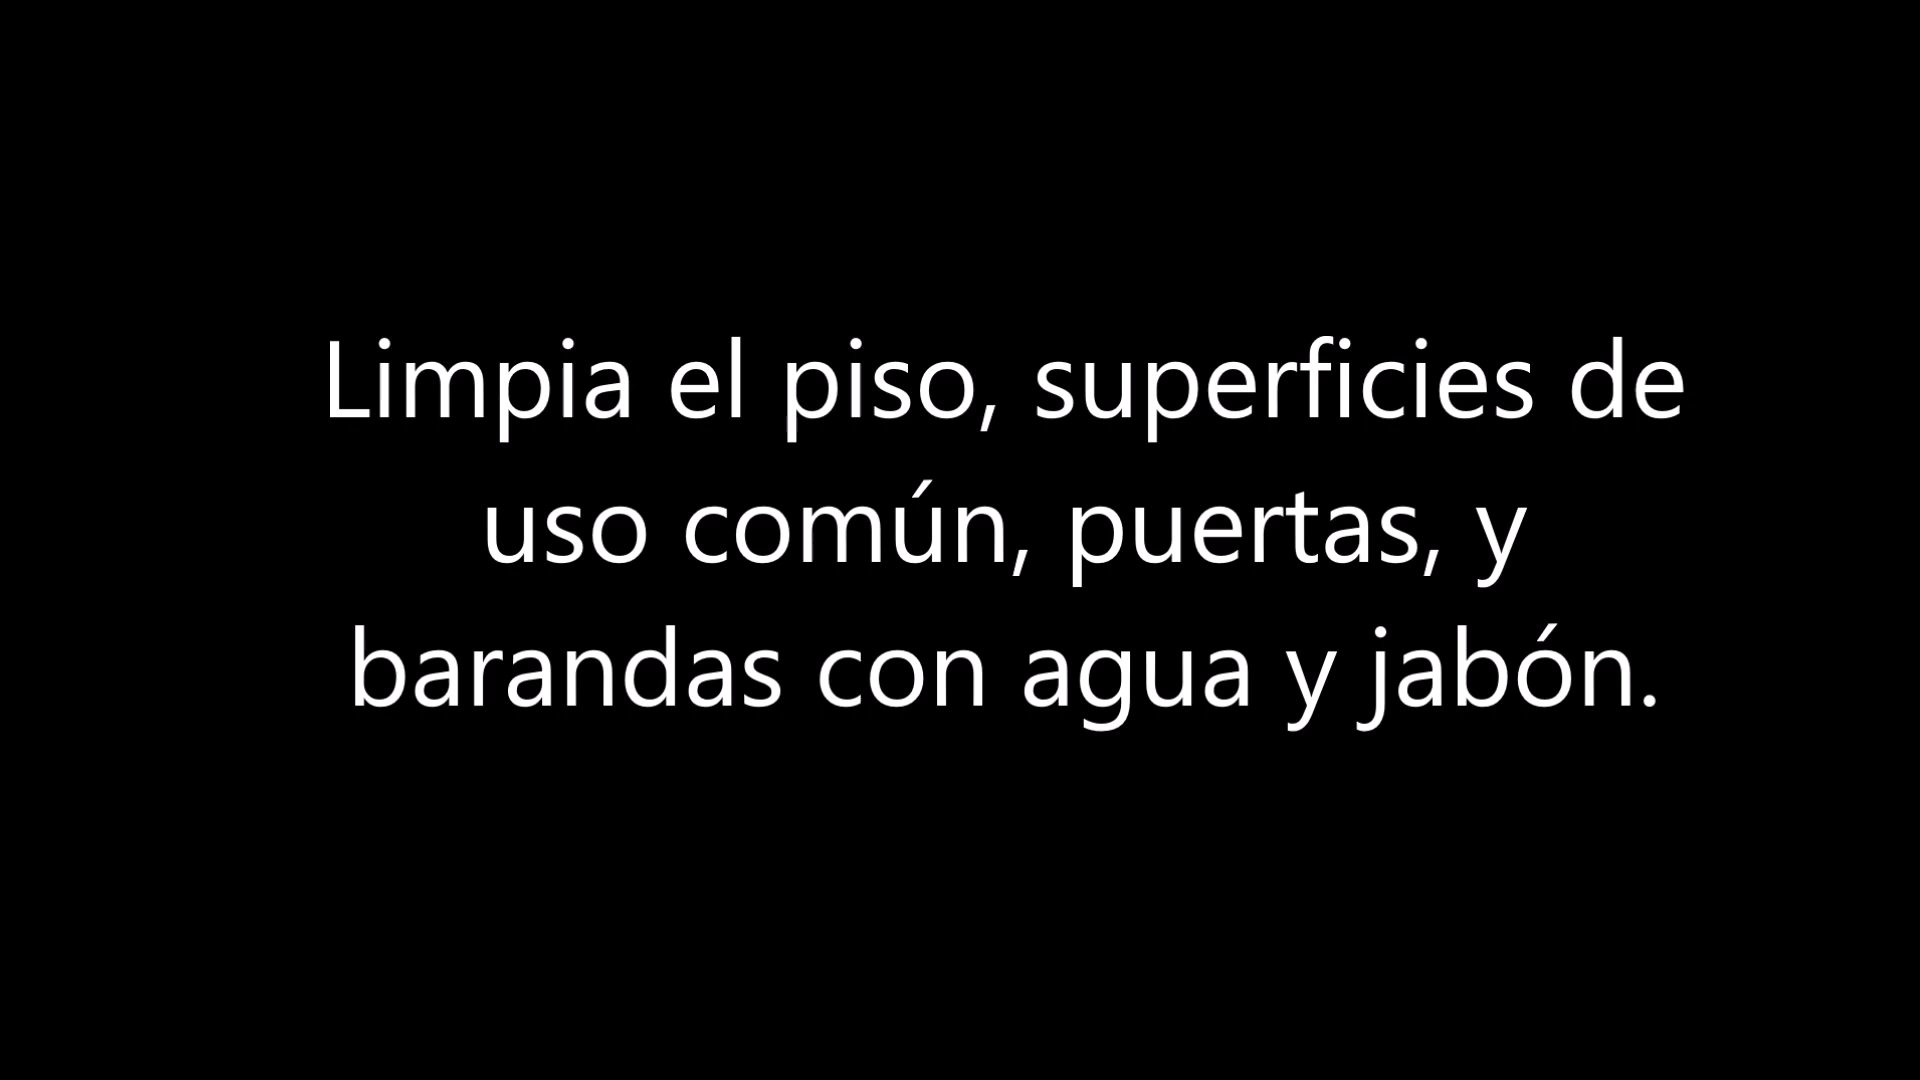 Limpia el piso, superficies de
uso común, puertas, y
barandas con agua y jabón.